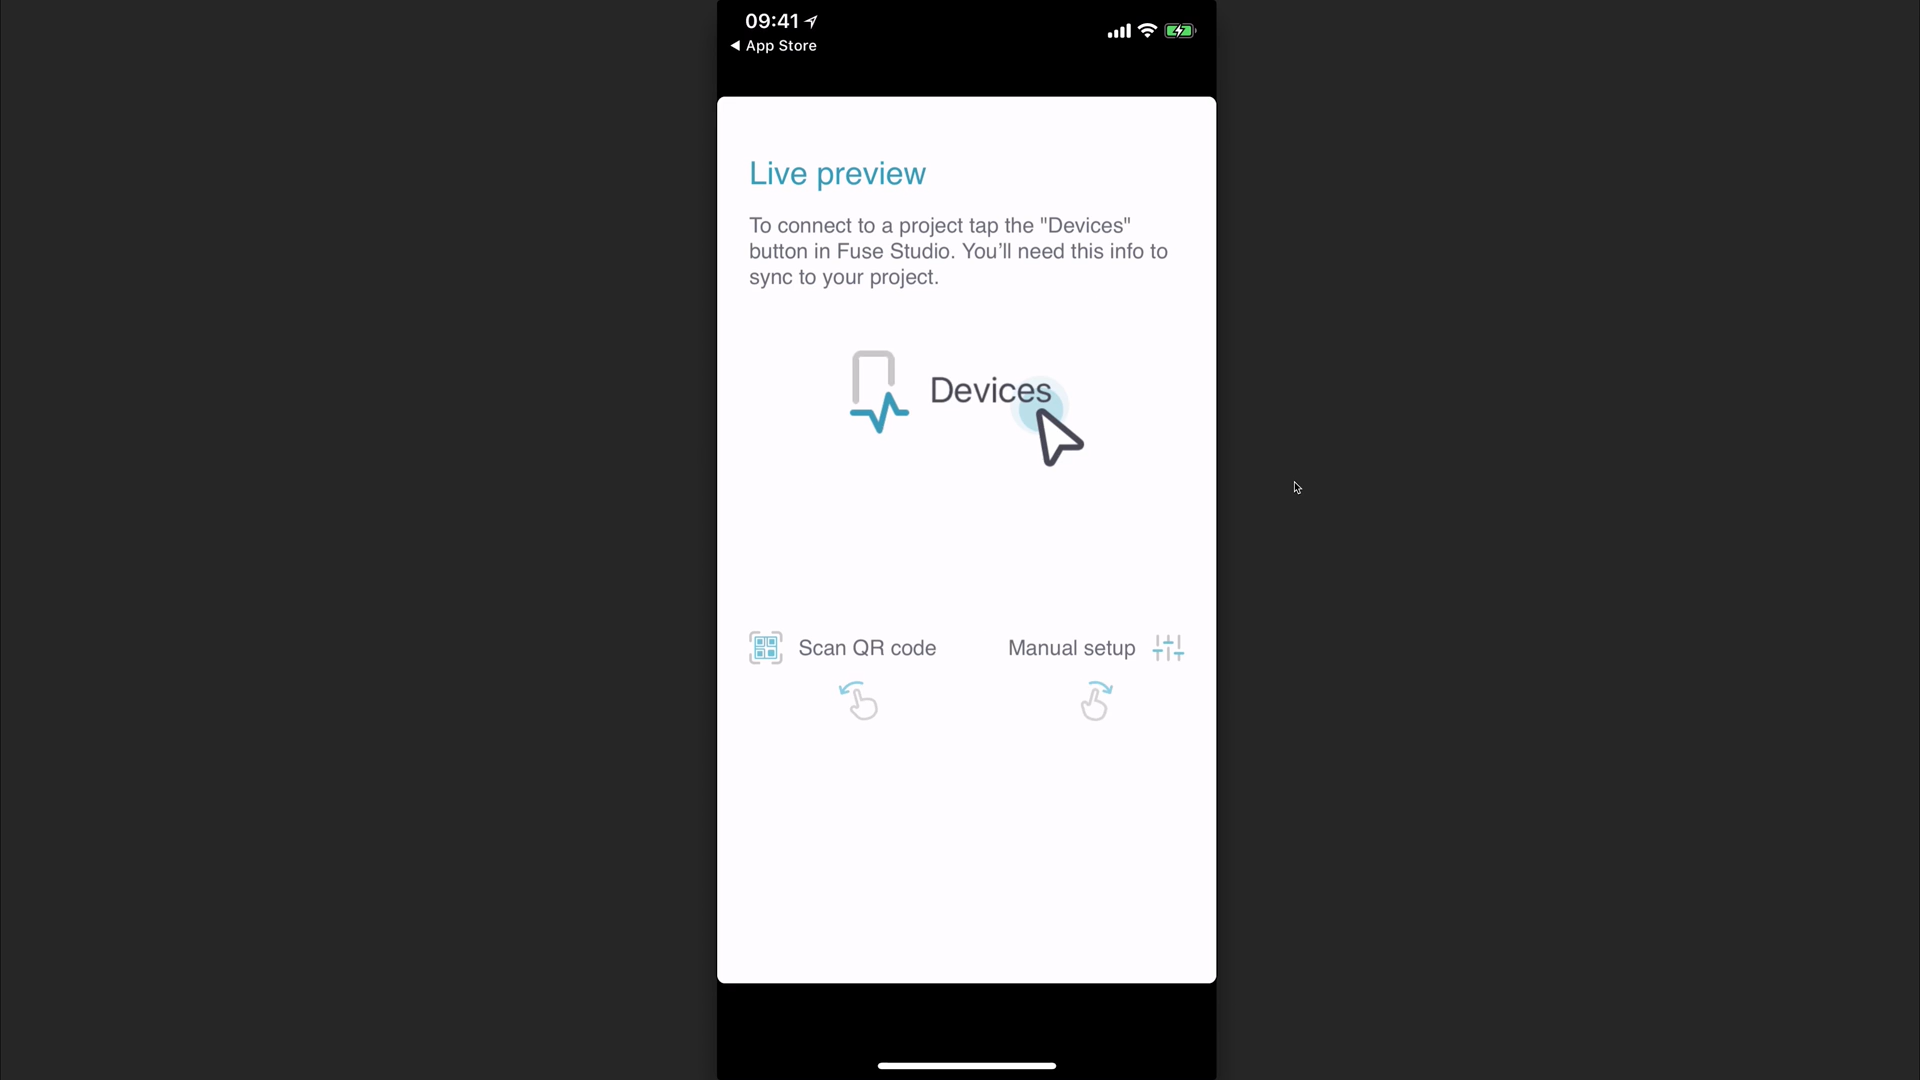 09:41
App Store
Live preview
To connect to a project tap the "Devices"
button in Fuse Studio. You’ll need this info to
sync to your project.
Devices
Scan QR code
Manual setup